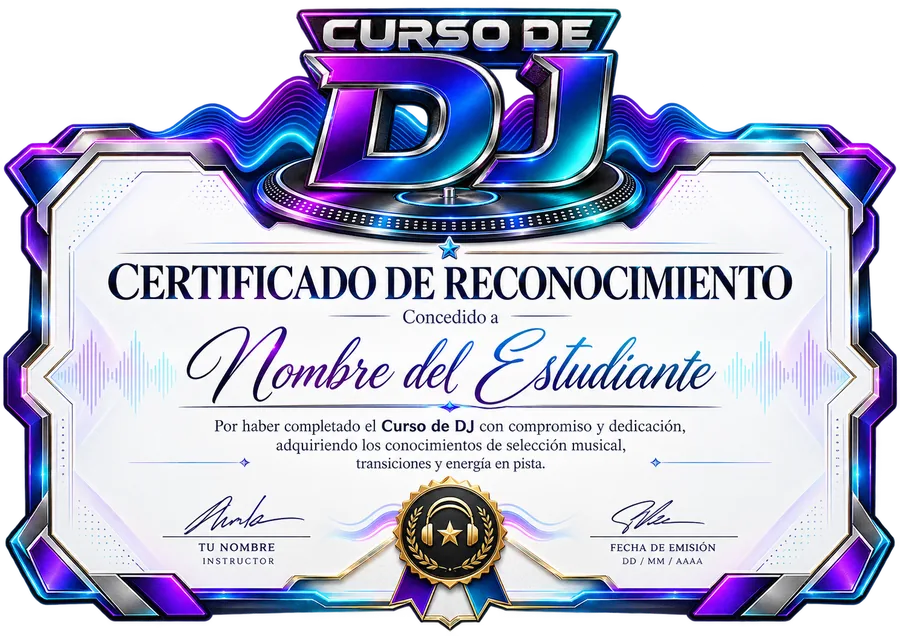 CURSO DE
DJ
CERTIFICADO DE RECONOCIMIENTO
Concedido a
Nombre del Estudiante
Por haber completado el Curso de DJ con compromiso y dedicación,
adquiriendo los conocimientos de selección musical,
transiciones y energía en pista.
TU NOMBRE
INSTRUCTOR
FECHA DE EMISIÓN
DD / MM / AAAA